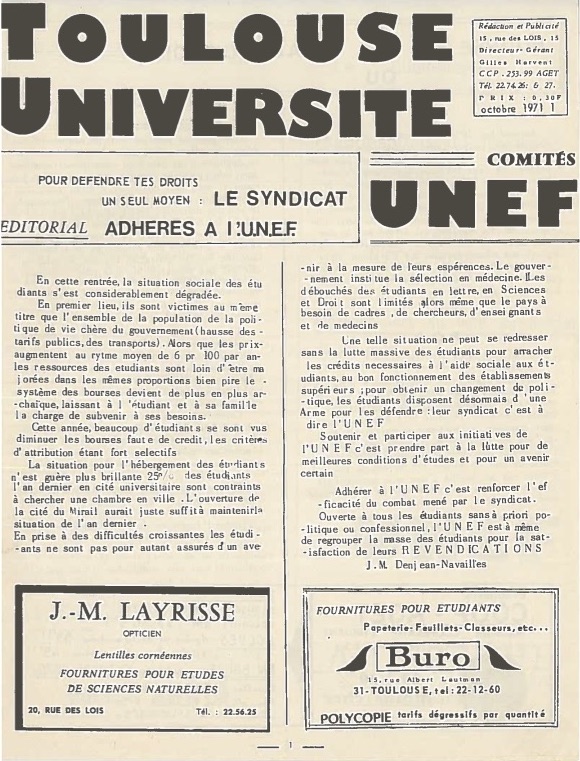 TOULOUSE
UNIVERSITE
Rédaction et Publicité
15, rue des LOIS, 15
Directeur-Gérant
Gilles Harvent
CCP. 253.99 AGET
Tél. 22.74.26: 6 27.
PRIX : 0,30F
octobre 1971 1
POUR DEFENDRE TES DROITS
UN SEUL MOYEN : LE SYNDICAT
EDITORIAL ADHERES A l'U.N.E.F
COMITÉS
UNEF
En cette rentrée, la situation sociale des étu
diants s'est considerablement dégradée.
En premier lieu, ils sont victimes au même
titre que l'ensemble de la population de la poli-
tique de vie chère du gouvernement (hausse des -
tarifs publics, des transports). Alors que les prix-
augmentent au rytme moyen de 6 pr 100 par an-
les ressources des etudiants sont loin d'être ma
jorées dans les mêmes proportions bien pire le -
système des bourses devient de plus en plus ar-
-chaïque, laissant à l'étudiant et à sa famille
la charge de subvenir à ses besoins.
Cette année, beaucoup d'étudiants se sont vus
diminuer les bourses faute de credit, les critères
d'attribution étant fort selectifs
La situation pour l'hébergement des étudiants
n'est guère plus brillante 25% des étudiants
l'an dernier en cité universitaire sont contraints
à chercher une chambre en ville . L'ouverture de
la cité du Mirail aurait juste suffit à maintenir la
situation de l'an dernier .
En prise à des difficultés croissantes les étudi-
-ants ne sont pas pour autant assurés d'un ave-
-nir à la mesure de leurs espérences. Le gouver-
-nement institue la sélection en médecine. Les
débouchés des étudiants en lettre, en Sciences
et Droit sont limités alors même que le pays à
besoin de cadres, de chercheurs, d'enseignants
et de medecins
Une telle situation ne peut se redresser
sans la lutte massive des étudiants pour arracher
les crédits necessaires à l'aide sociale aux ét-
udiants, au bon fonctionnement des établissements
supérieurs ; pour obtenir un changement de poli-
-tique, les étudiants disposent désormais d'une
Arme pour les défendre : leur syndicat c'est à
dire l'UNEF
Soutenir et participer aux initiatives de
l'UNEF c'est prendre part à la lûtte pour de
meilleures conditions d'études et pour un avenir
certain
Adhérer à l'UNEF c'est renforcer l'ef
-ficacité du combat mené par le syndicat.
Ouverte à tous les étudiants sans à priori po-
-litique ou confessionnel, l'UNEF est à même
de regrouper la masse des étudiants pour la sat-
-isfaction de leurs REVENDICATIONS
J.M. Denjean-Navailles
J.-M. LAYRISSE
OPTICIEN
Lentilles cornéennes
FOURNITURES POUR ETUDES
DE SCIENCES NATURELLES
20, RUE DES LOIS Tél. : 22.56.25
FOURNITURES POUR ETUDIANTS
Papeterie-Feuillets-Classeurs, etc...
Buro
15, rue Albert Lautman
31-TOULOUSE, tel: 22-12-60
POLYCOPIE tarifs dégressifs par quantité
— 1 —